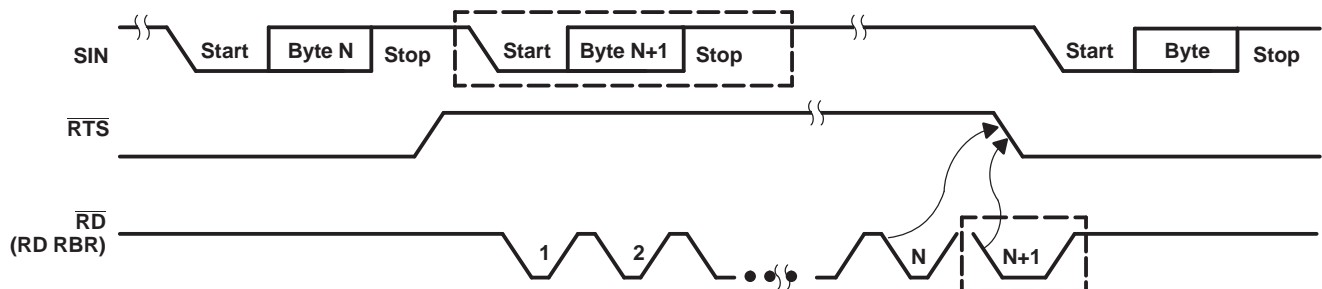 SIN
Start Byte N Stop Start Byte N+1 Stop Start Byte Stop
RTS
RD
(RD RBR)
1 2 N N+1